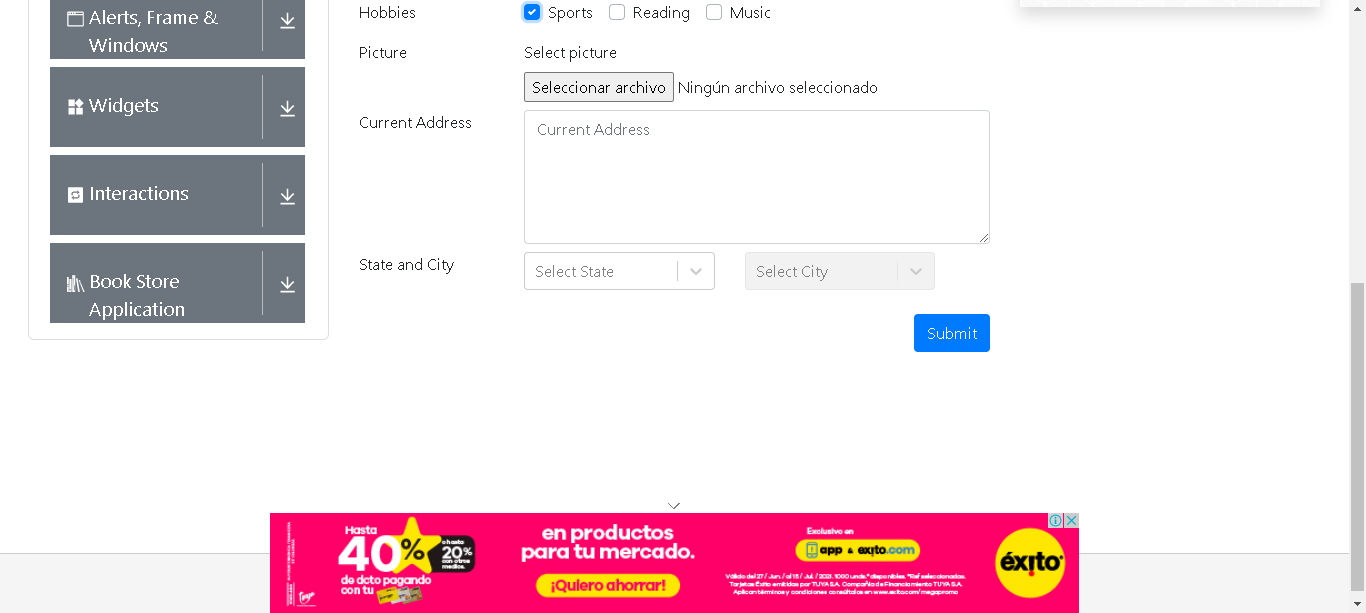 Alerts, Frame &
Windows
Widgets
Interactions
Book Store
Application
Hobbies
Sports
Reading
Music
Picture
Select picture
Seleccionar archivo
Ningún archivo seleccionado
Current Address
Current Address
State and City
Select State
Select City
Submit
Hasta
40%
o hasta
20%
con otros
medios.
de dcto pagando
con tu
en productos
para tu mercado.
¡Quiero ahorrar!
Exclusivo en
app & exito.com
Válido del 27 / Jun. / al 15 / Jul. / 2021. 1000 unds.* disponibles. *Ref seleccionadas.
Tarjetas Éxito emitidas por TUYA S.A. Compañía de Financiamiento TUYA S.A.
Aplican términos y condiciones consúltalos en www.exito.com/megapromo
éxito